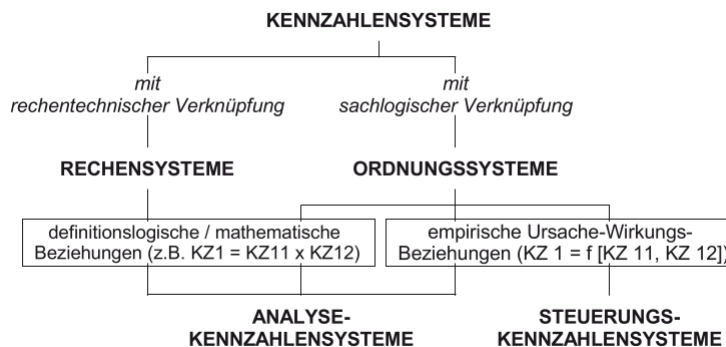 KENNZAHLENSYSTEME
mit
rechentechnischer Verknüpfung
mit
sachlogischer Verknüpfung
RECHENSYSTEME
ORDNUNGSSYSTEME
definitionslogische / mathematische
Beziehungen (z.B. KZ1 = KZ11 x KZ12)
empirische Ursache-Wirkungs-
Beziehungen (KZ 1 = f [KZ 11, KZ 12])
ANALYSE-
KENNZAHLENSYSTEME
STEUERUNGS-
KENNZAHLENSYSTEME